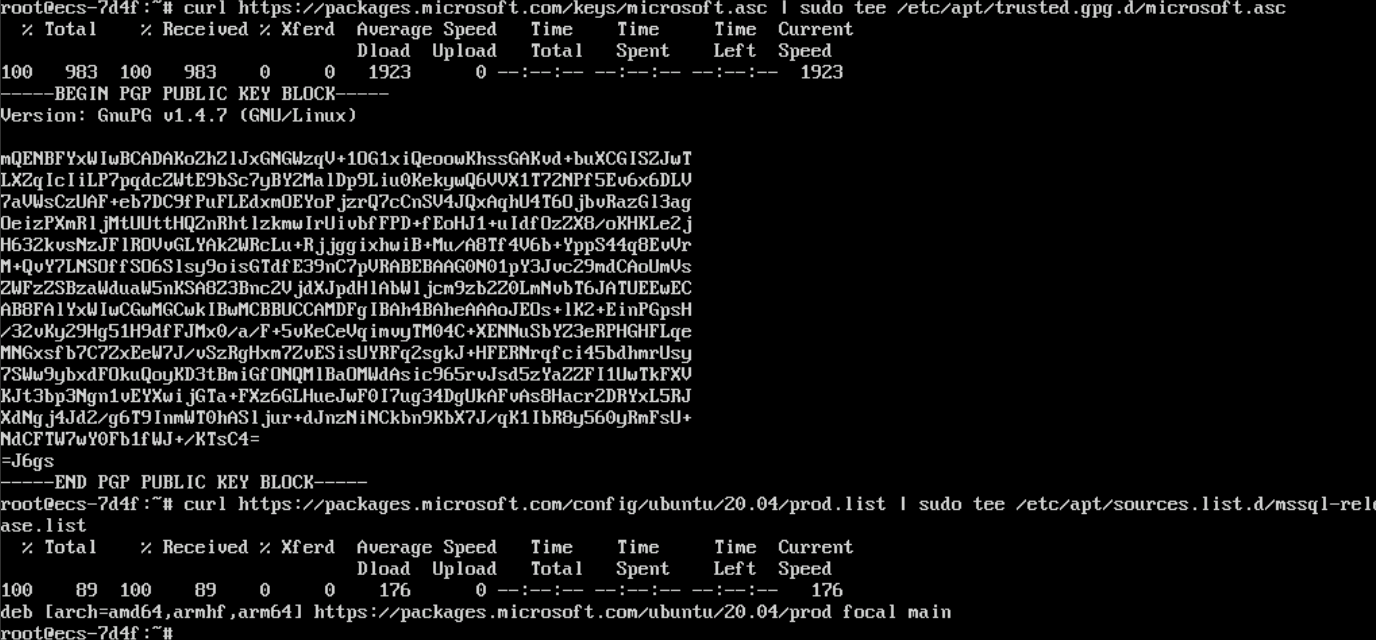 root@ecs-7d4f:~# curl https://packages.microsoft.com/keys/microsoft.asc | sudo tee /etc/apt/trusted.gpg.d/microsoft.asc
% Total % Received % Xferd Average Speed Time Time Time Current
Dload Upload Total Spent Left Speed
100 983 100 983 0 0 1923 0 --:--:-- --:--:-- --:--:-- 1923
-----BEGIN PGP PUBLIC KEY BLOCK-----
Version: GnuPG v1.4.7 (GNU/Linux)
mQENBFYxWIwBCADAKoZhZlJxGNGWzqV+1OG1xiQeoowKhssGAKvd+buXCGISZJwT
LXZqIcIiLP7pqdcZWtE9bSc7yBY2MalDp9Liu0KekywQ6VVX1T72NPf5Ev6x6DLV
7aVWsCzUAF+eb7DC9fPuFLEdxmOEYoPjzrQ7cCnSV4JQxAqhU4T6OjbvRazGl3ag
OeizPXmRljMtUUttHQZnRhtlzkmwIrUivbfFPD+fEoHJ1+uIdfOzZX8/oKHKLe2j
H632kvsNzJFlROVvGLYAk2WRcLu+RjjggixhwiB+Mu/A8Tf4V6b+YppS44q8EvVr
M+QvY7LNSOffSO6Slsy9oisGTdfE39nC7pVRABEBAAG0N01pY3Jvc29mdCAoUmVs
ZWFzZSBzaWduaW5nKSA8Z3Bnc2VjdXJpdHlAbWljcm9zb2Z0LmNvbT6JATUEEwEC
AB8FAlYxWIwCGwMGCwkIBwMCBBUCCAMDFgIBAh4BAheAAAoJEOs+lK2+EinPGpsH
/32vKy29Hg51H9dfFJMx0/a/F+5vKeCeVqimvyTM04C+XENNuSbYZ3eRPHGHFLqe
MNGxsfb7C7ZxEeW7J/vSzRgHxm7ZvESisUYRFq2sgkJ+HFERNrqfci45bdhmrUsy
7SWw9ybxdFOkuQoyKD3tBmiGfONQMlBaOMWdAsic965rvJsd5zYaZZFI1UwTkFXV
KJt3bp3Ngn1vEYXwijGTa+FXz6GLHueJwF0I7ug34DgUkAFvAs8Hacr2DRYxL5RJ
XdNgj4Jd2/g6T9InmWT0hASljur+dJnzNiNCkbn9KbX7J/qK1IbR8y560yRmFsU+
NdCFTW7wY0Fb1fWJ+/KTsC4=
=J6gs
-----END PGP PUBLIC KEY BLOCK-----
root@ecs-7d4f:~# curl https://packages.microsoft.com/config/ubuntu/20.04/prod.list | sudo tee /etc/apt/sources.list.d/mssql-rele
ase.list
% Total % Received % Xferd Average Speed Time Time Time Current
Dload Upload Total Spent Left Speed
100 89 100 89 0 0 176 0 --:--:-- --:--:-- --:--:-- 176
deb [arch=amd64,armhf,arm64] https://packages.microsoft.com/ubuntu/20.04/prod focal main
root@ecs-7d4f:~#